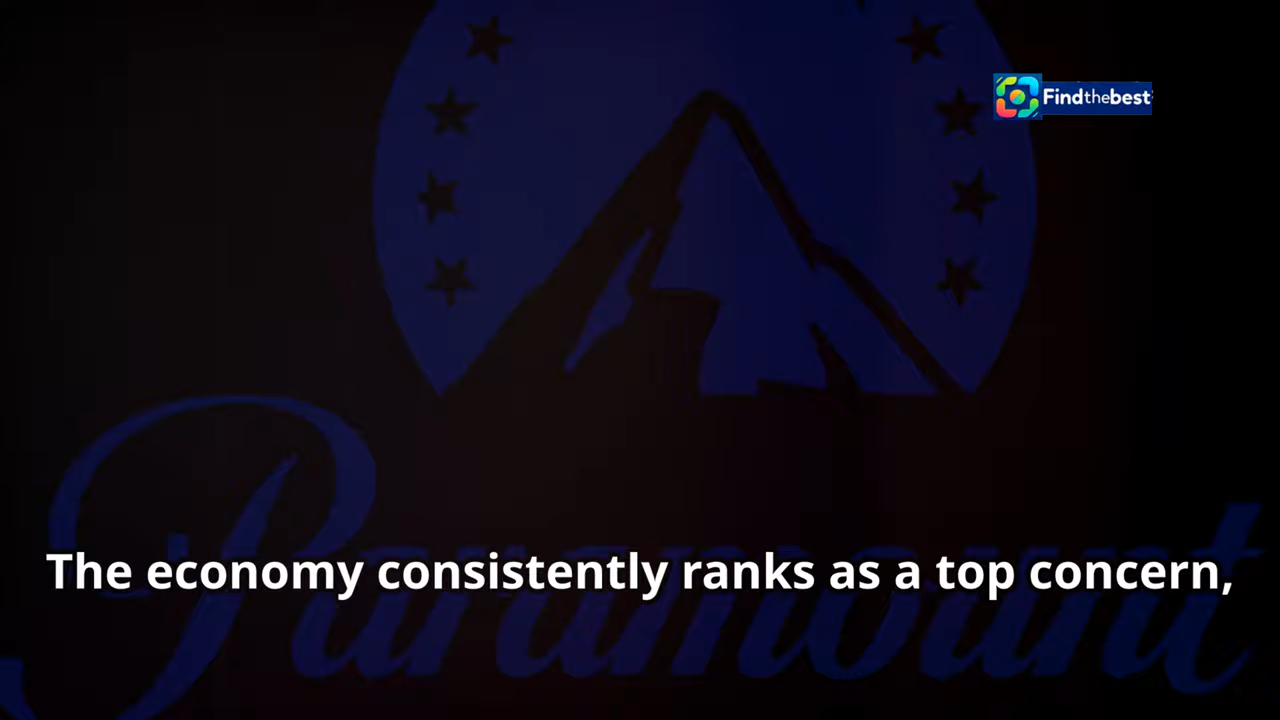 Findthebest
The economy consistently ranks as a top concern,
Paramount